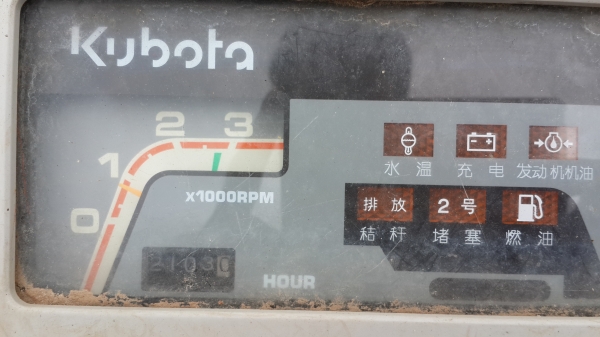 Kubota
0 1 2 3
X1000RPM
21030
HOUR
水温 充电 发动机机油
排放 2号
秸秆 堵塞 燃油